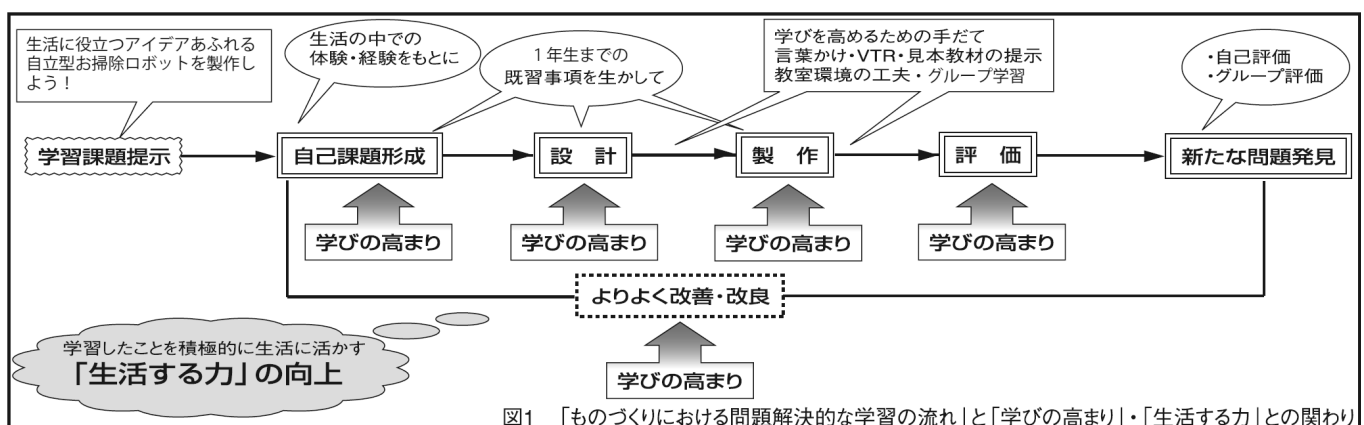 生活に役立つアイデアあふれる
自立型お掃除ロボットを製作し
よう！
生活の中での
体験・経験をもとに
1年生までの
既習事項を生かして
学びを高めるための手だて
言葉かけ・VTR・見本教材の提示
教室環境の工夫・グループ学習
・自己評価
・グループ評価
学習課題提示
自己課題形成
設 計
製 作
評 価
新たな問題発見
学びの高まり
学びの高まり
学びの高まり
学びの高まり
よりよく改善・改良
学びの高まり
学習したことを積極的に生活に活かす
「生活する力」の向上
図1 「ものづくりにおける問題解決的な学習の流れ」と「学びの高まり」・「生活する力」との関わり